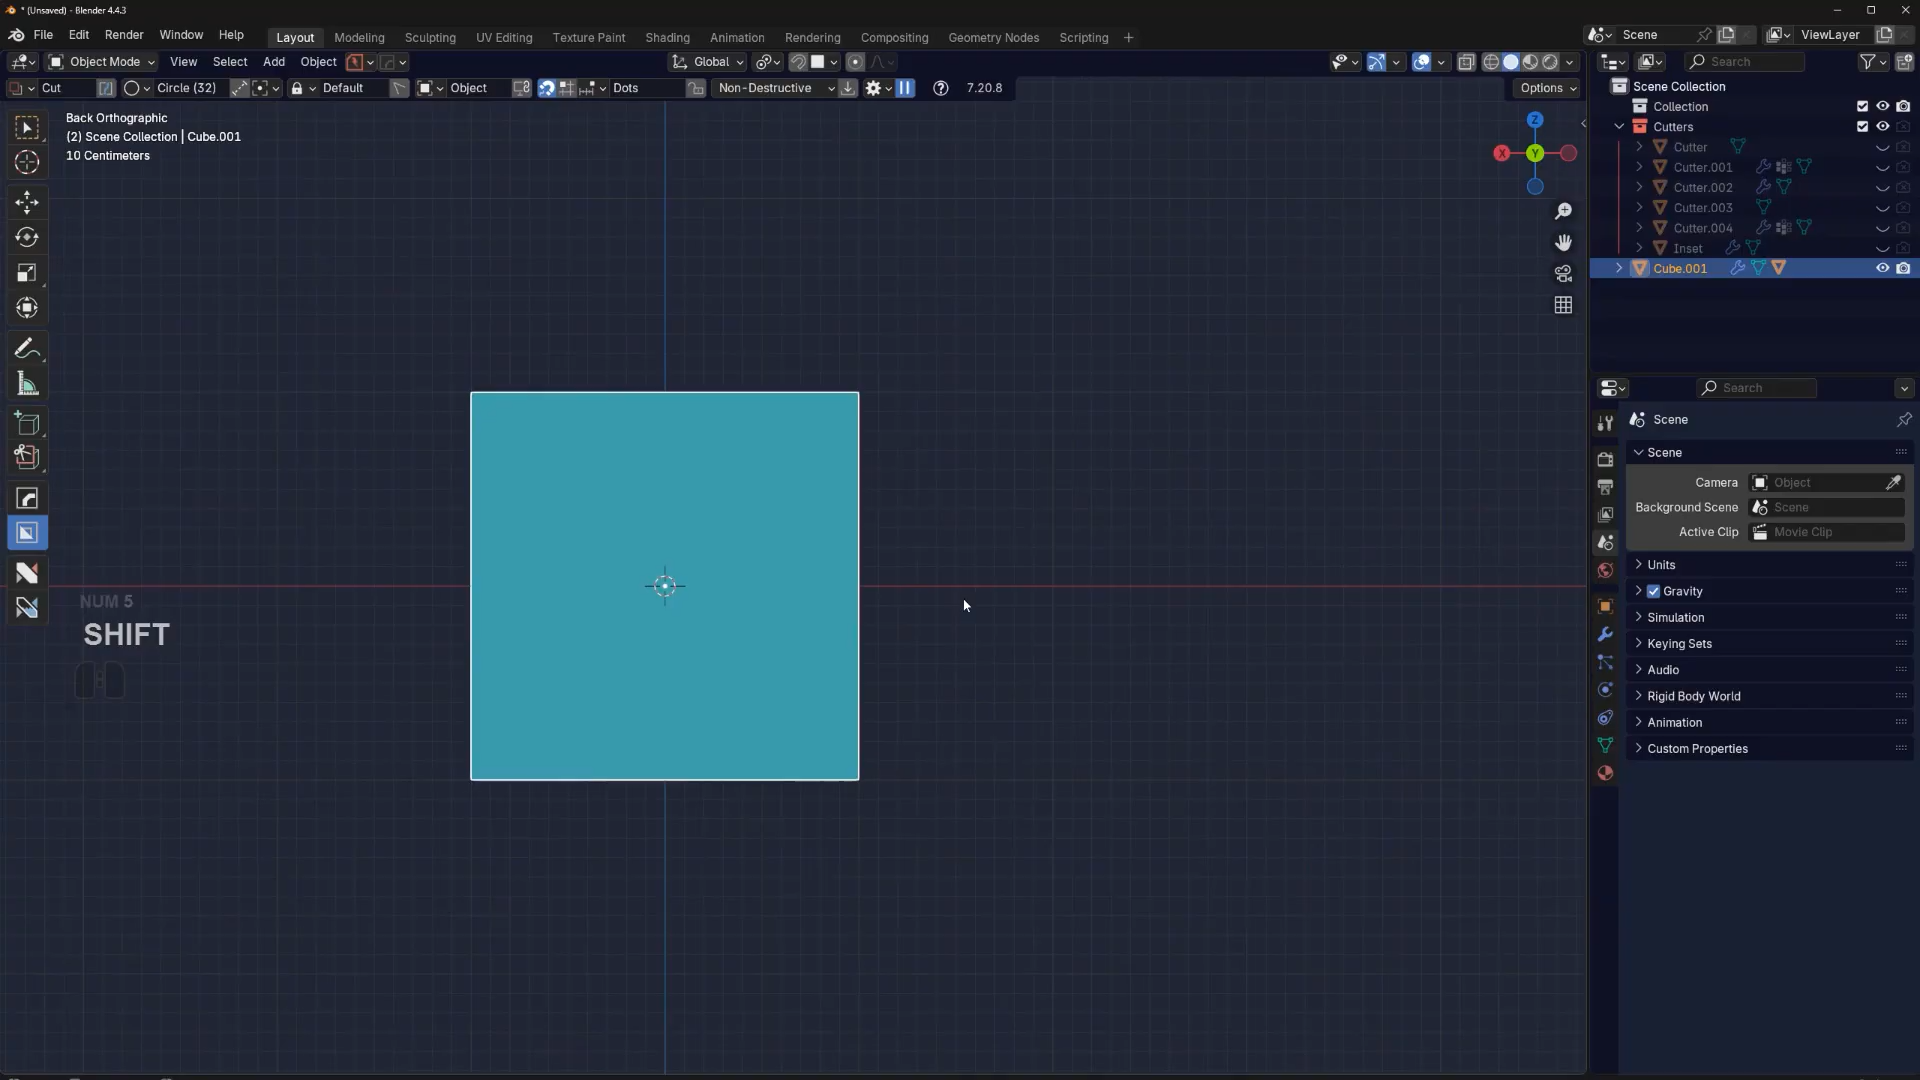 * (Unsaved) - Blender 4.4.3
File Edit Render Window Help
Layout Modeling Sculpting UV Editing Texture Paint Shading Animation Rendering Compositing Geometry Nodes Scripting +
Scene
ViewLayer
Object Mode View Select Add Object
Global
Cut Circle (32) Default Object Dots Non-Destructive 7.20.8
Options
Back Orthographic
(2) Scene Collection | Cube.001
10 Centimeters
Z
X
Y
NUM 5
SHIFT
Search
Scene Collection
Collection
Cutters
Cutter
Cutter.001
Cutter.002
Cutter.003
Cutter.004
Inset
Cube.001
Search
Scene
Scene
Camera Object
Background Scene Scene
Active Clip Movie Clip
Units
Gravity
Simulation
Keying Sets
Audio
Rigid Body World
Animation
Custom Properties